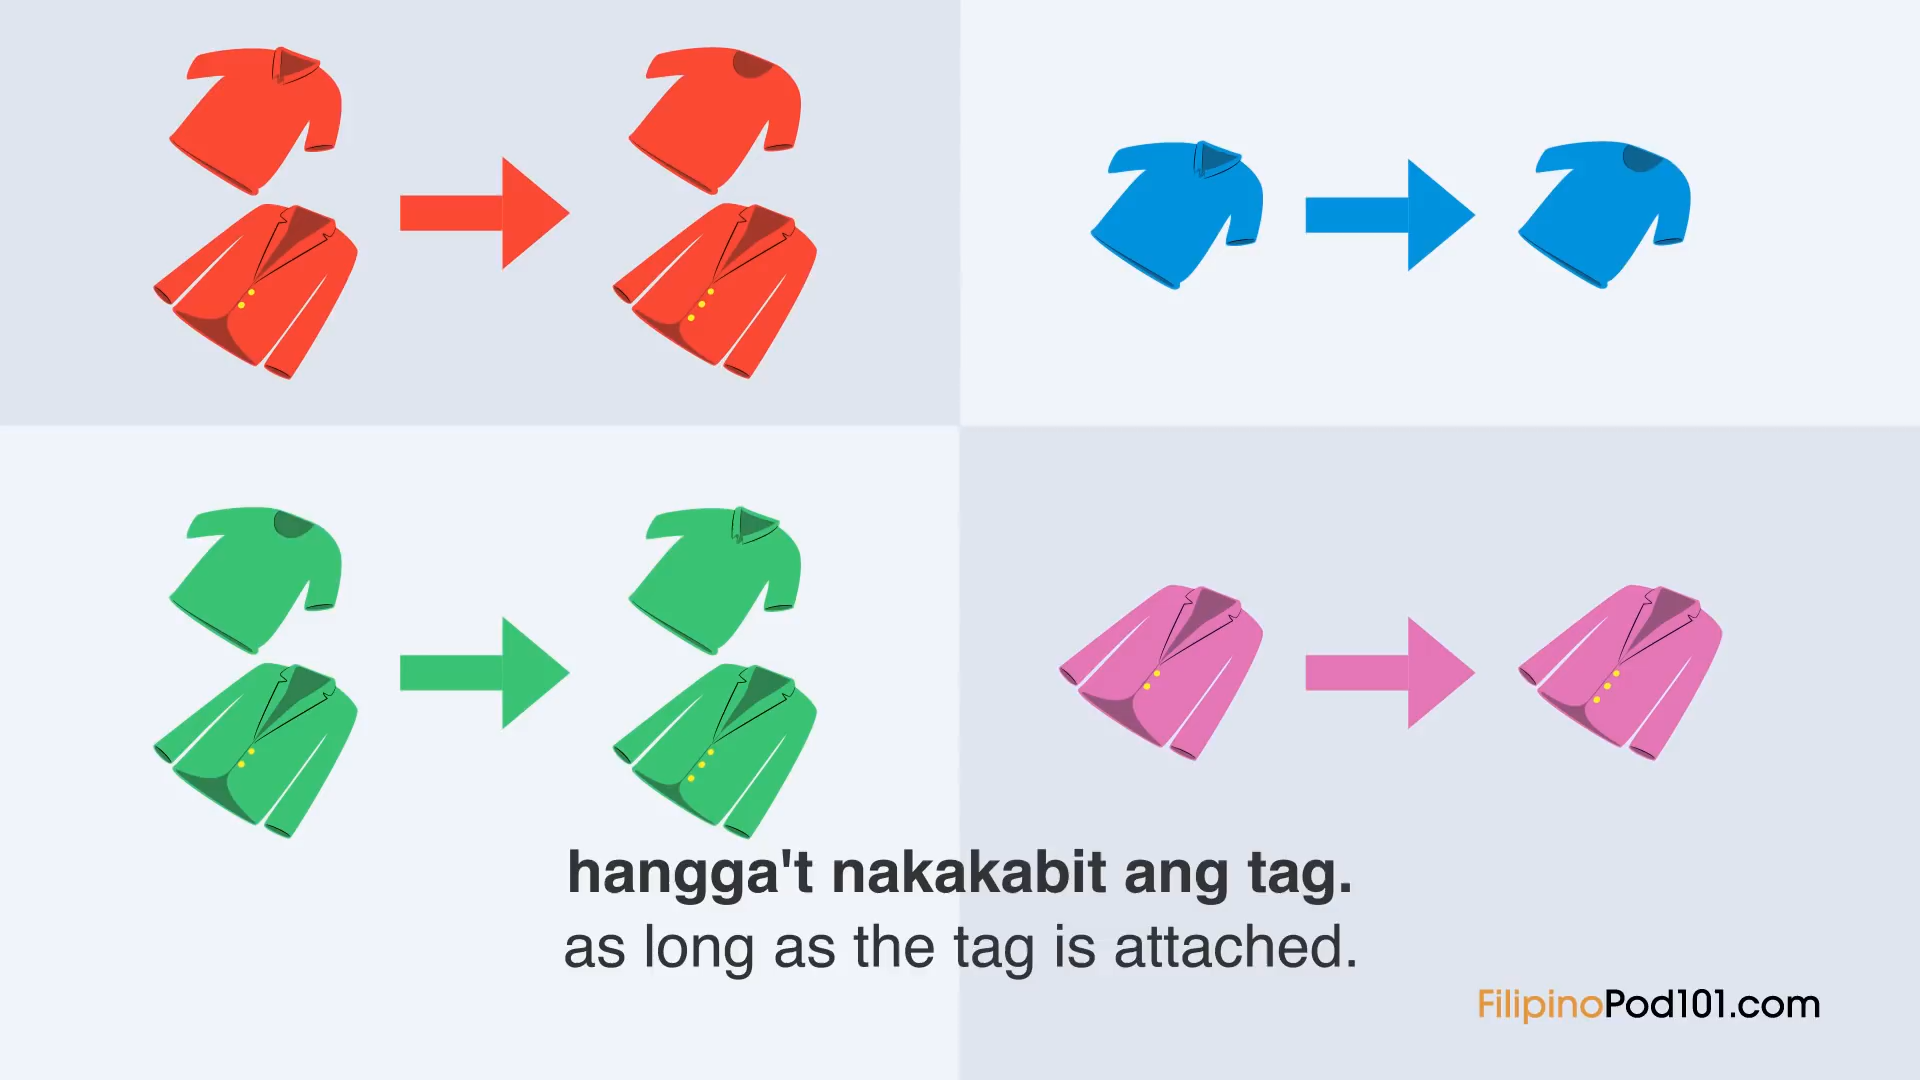 hangga't nakakabit ang tag.
as long as the tag is attached.
FilipinoPod101.com